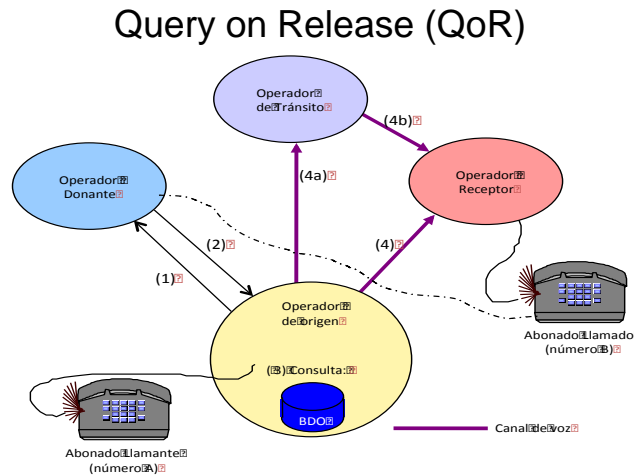 Query on Release (QoR)
Operador
de Tránsito
(4b)
Operador
Donante
(4a)
Operador
Receptor
(2)
(4)
(1)
Operador
de origen
Abonado Llamado
(número B)
(3) Consulta:
BDO
Canal de voz
Abonado Llamante
(número A)